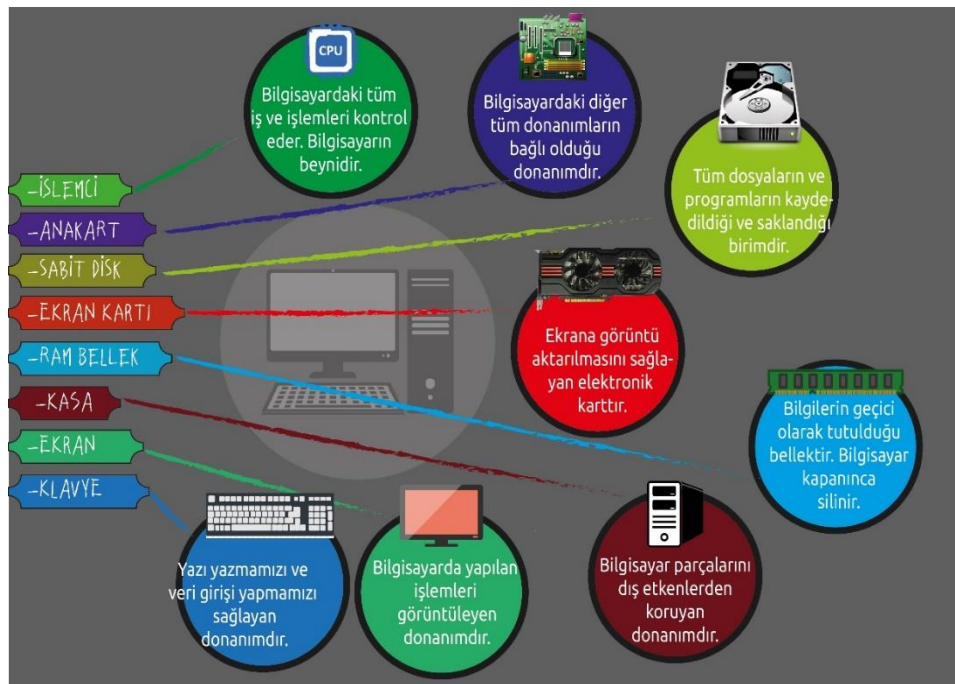 CPU
Bilgisayardaki tüm
iş ve işlemleri kontrol
eder. Bilgisayarın
beynidir.
Bilgisayardaki diğer
tüm donanımların
bağlı olduğu
donanımdır.
Tüm dosyaların ve
programların kayde-
dildiği ve saklandığı
birimdir.
-İSLEMCİ
-ANAKART
-SABİT DİSK
-EKRAN KARTI
-RAM BELLEK
-KASA
-EKRAN
-KLAVYE
Ekrana görüntü
aktarılmasını sağla-
yan elektronik
karttır.
Bilgilerin geçici
olarak tutulduğu
bellektir. Bilgisayar
kapanınca
silinir.
Yazı yazmamızı ve
veri girişi yapmamızı
sağlayan
donanımdır.
Bilgisayarda yapılan
işlemleri
görüntüleyen
donanımdır.
Bilgisayar parçalarını
dış etkenlerden
koruyan
donanımdır.